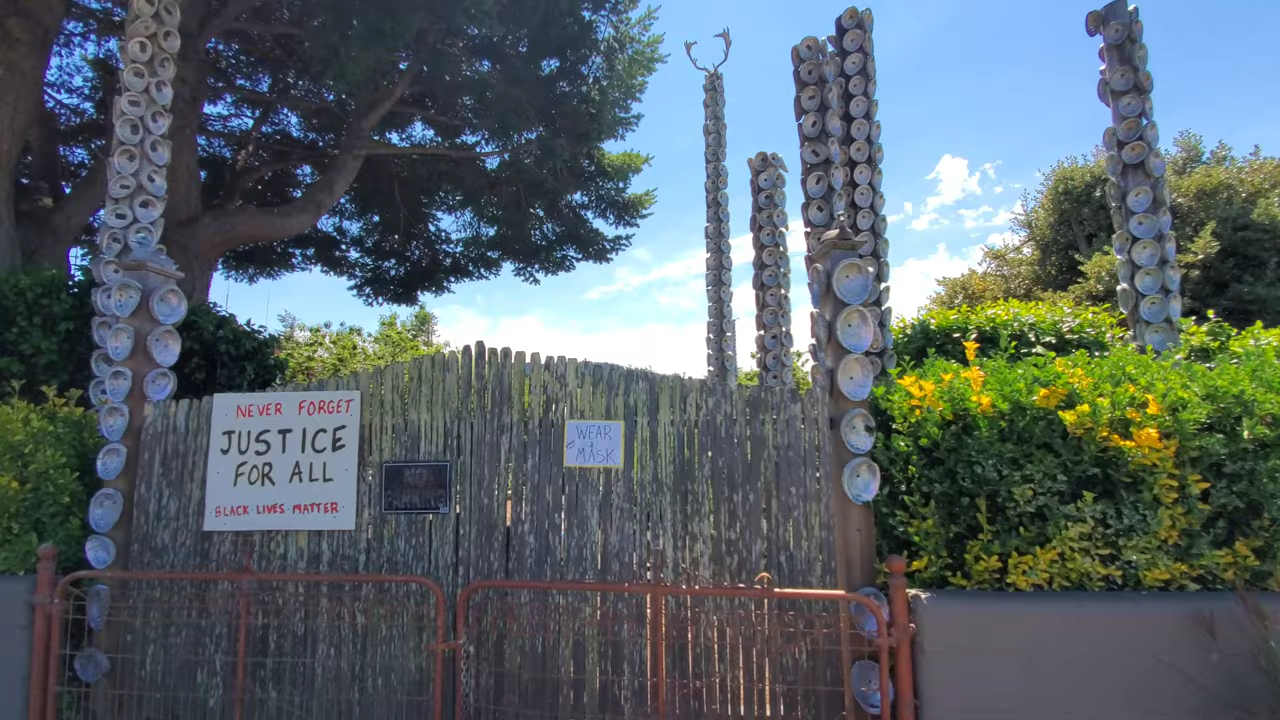 · NEVER FORGET ·
JUSTICE
FOR ALL
· BLACK · LIVES · MATTER ·
WEAR
a
MASK